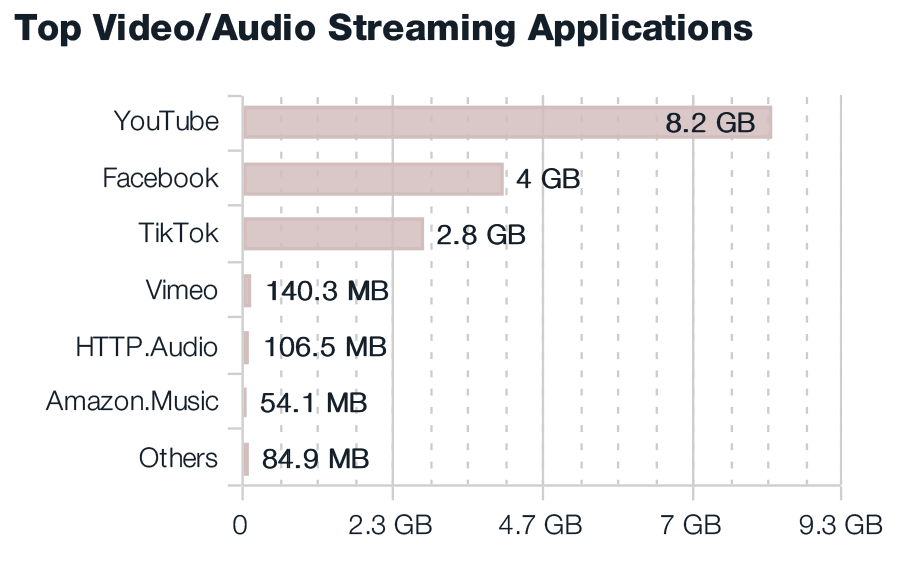 Top Video/Audio Streaming Applications
YouTube 8.2 GB
Facebook 4 GB
TikTok 2.8 GB
Vimeo 140.3 MB
HTTP.Audio 106.5 MB
Amazon.Music 54.1 MB
Others 84.9 MB
0 2.3 GB 4.7 GB 7 GB 9.3 GB